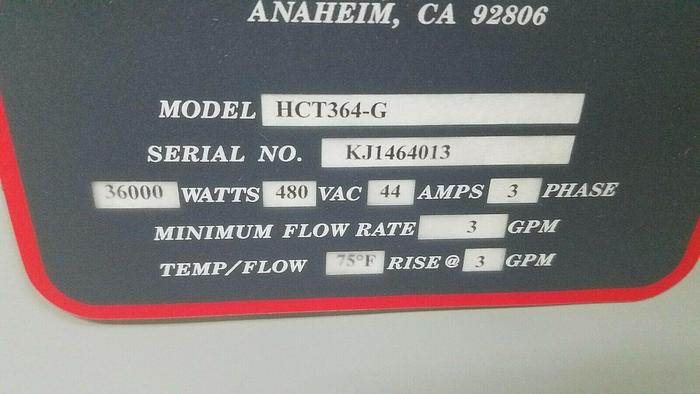 ANAHEIM, CA 92806
MODEL HCT364-G
SERIAL NO. KJ1464013
36000 WATTS 480 VAC 44 AMPS 3 PHASE
MINIMUM FLOW RATE 3 GPM
TEMP/FLOW 75°F RISE@ 3 GPM